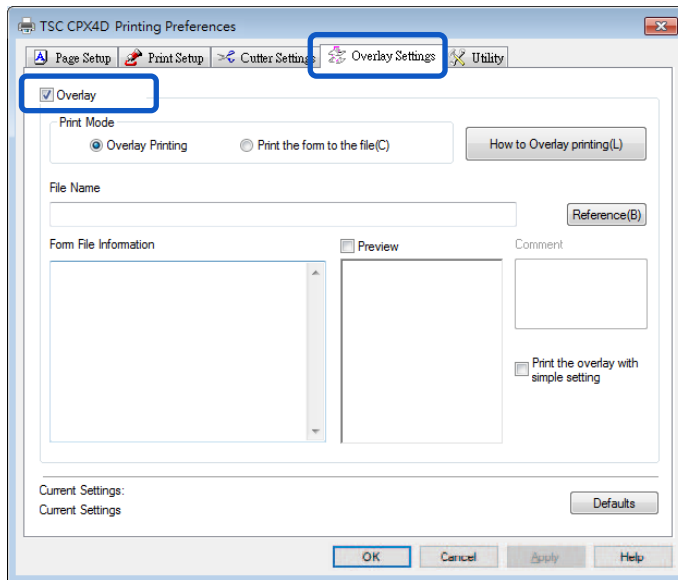 TSC CPX4D Printing Preferences
Page Setup Print Setup Cutter Settings Overlay Settings Utility
Overlay
Print Mode
Overlay Printing Print the form to the file(C) How to Overlay printing(L)
File Name
Reference(B)
Form File Information Preview Comment
Print the overlay with
simple setting
Current Settings:
Current Settings
Defaults
OK Cancel Apply Help